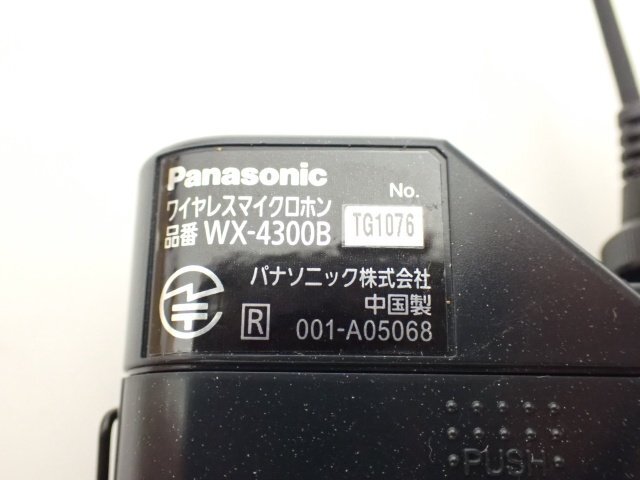 Panasonic
ワイヤレスマイクロホン
No.
品番 WX-4300B TG1076
パナソニック株式会社
中国製
R 001-A05068
PUSH